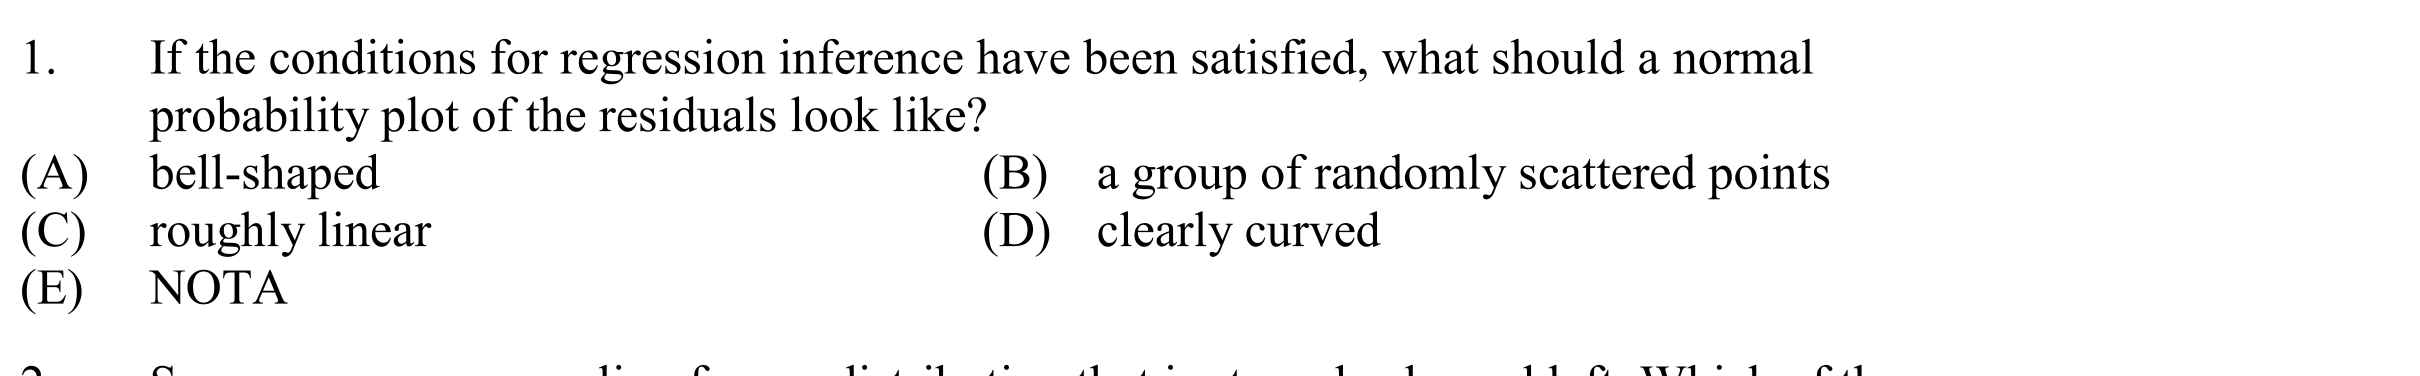 1. If the conditions for regression inference have been satisfied, what should a normal
probability plot of the residuals look like?
(A) bell-shaped (B) a group of randomly scattered points
(C) roughly linear (D) clearly curved
(E) NOTA